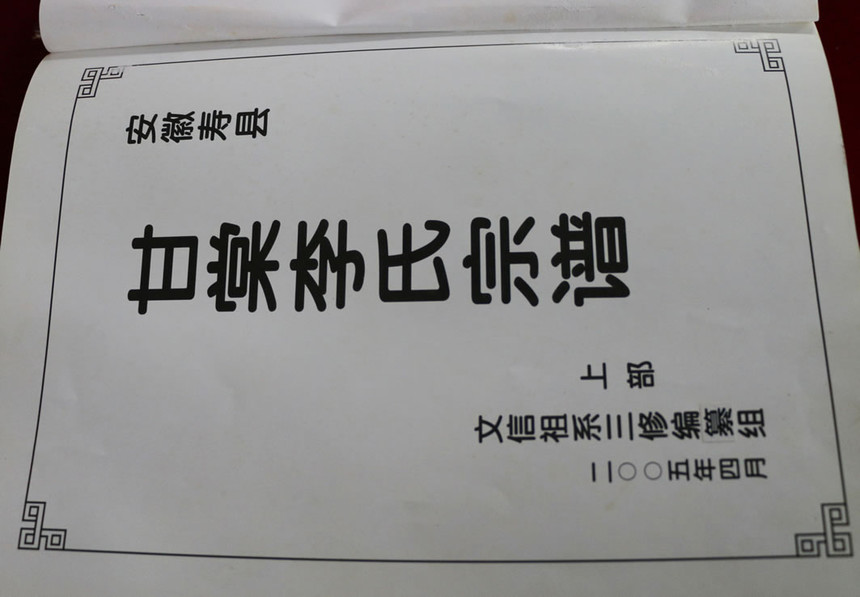 安徽寿县
甘棠李氏宗谱
上部
文信祖系三修编纂组
二〇〇五年四月